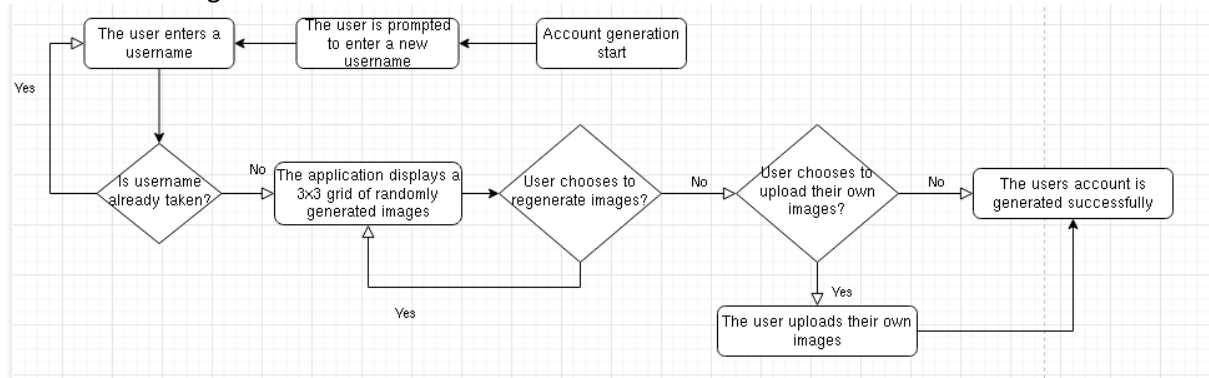 The user enters a
username
The user is prompted
to enter a new
username
Account generation
start
Yes
Is username
already taken?
No
The application displays a
3x3 grid of randomly
generated images
User chooses to
regenerate images?
No
User chooses to
upload their own
images?
No
The users account is
generated successfully
Yes
Yes
The user uploads their own
images